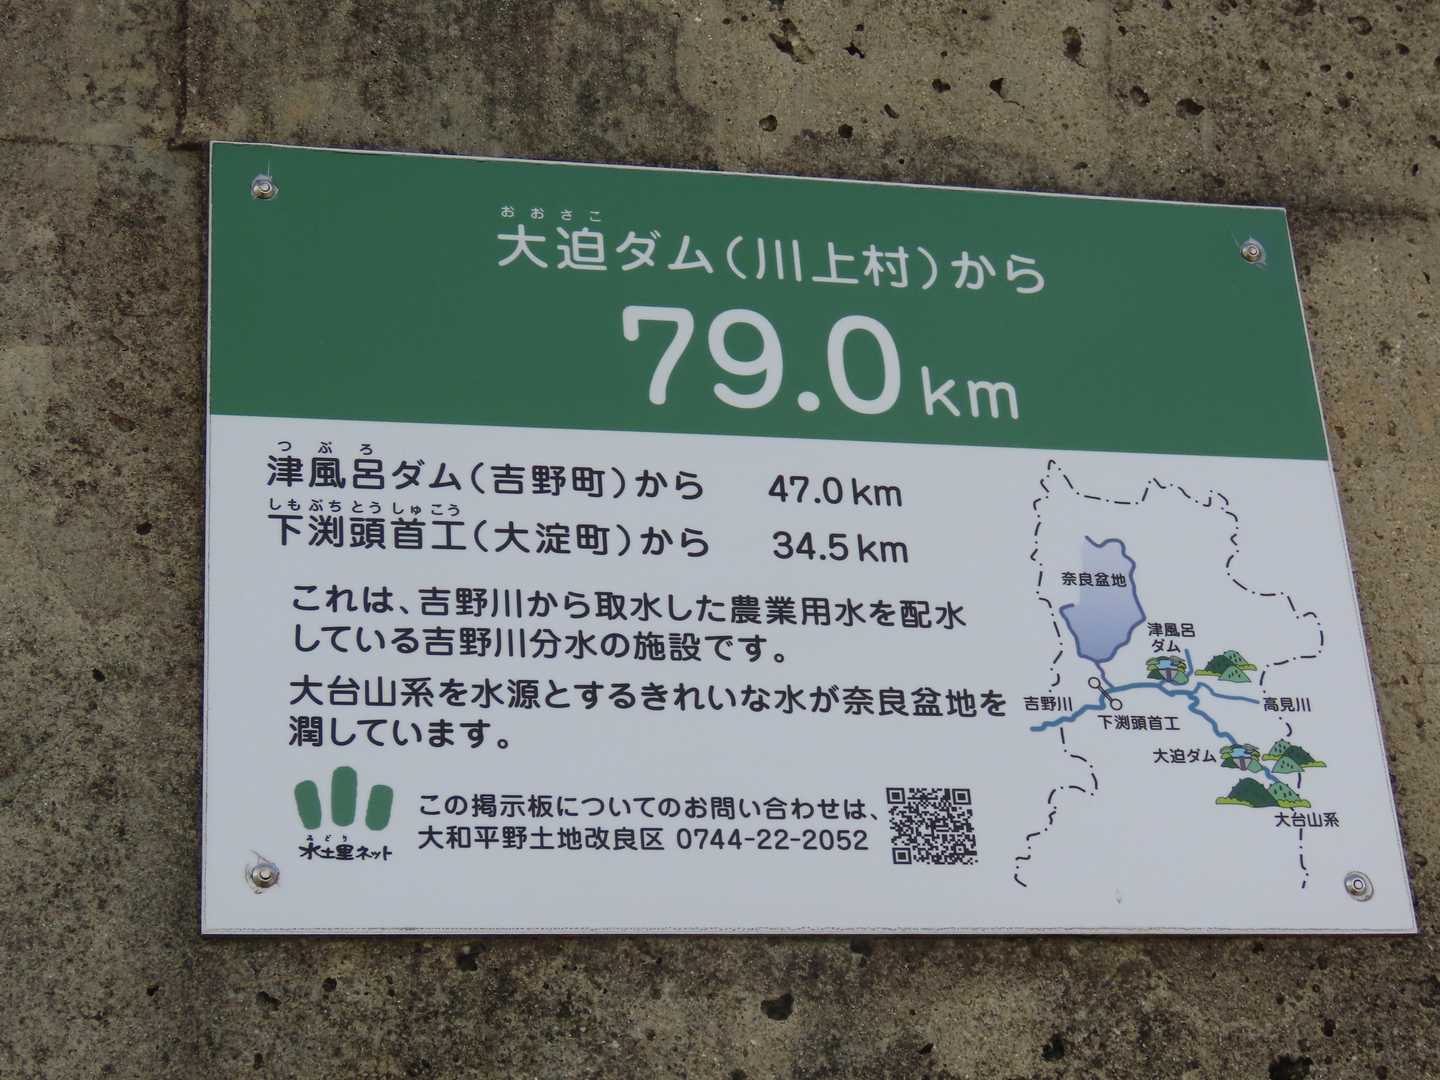 おおさこ
大迫ダム(川上村)から
79.0km
つぶろ
津風呂ダム(吉野町)から 47.0km
しもぶちとうしゅこう
下渕頭首工(大淀町)から 34.5km
これは、吉野川から取水した農業用水を配水
している吉野川分水の施設です。
大台山系を水源とするきれいな水が奈良盆地を
潤しています。
みどり
水土里ネット
この掲示板についてのお問い合わせは、
大和平野土地改良区 0744-22-2052
奈良盆地
津風呂
ダム
吉野川
高見川
下渕頭首工
大迫ダム
大台山系